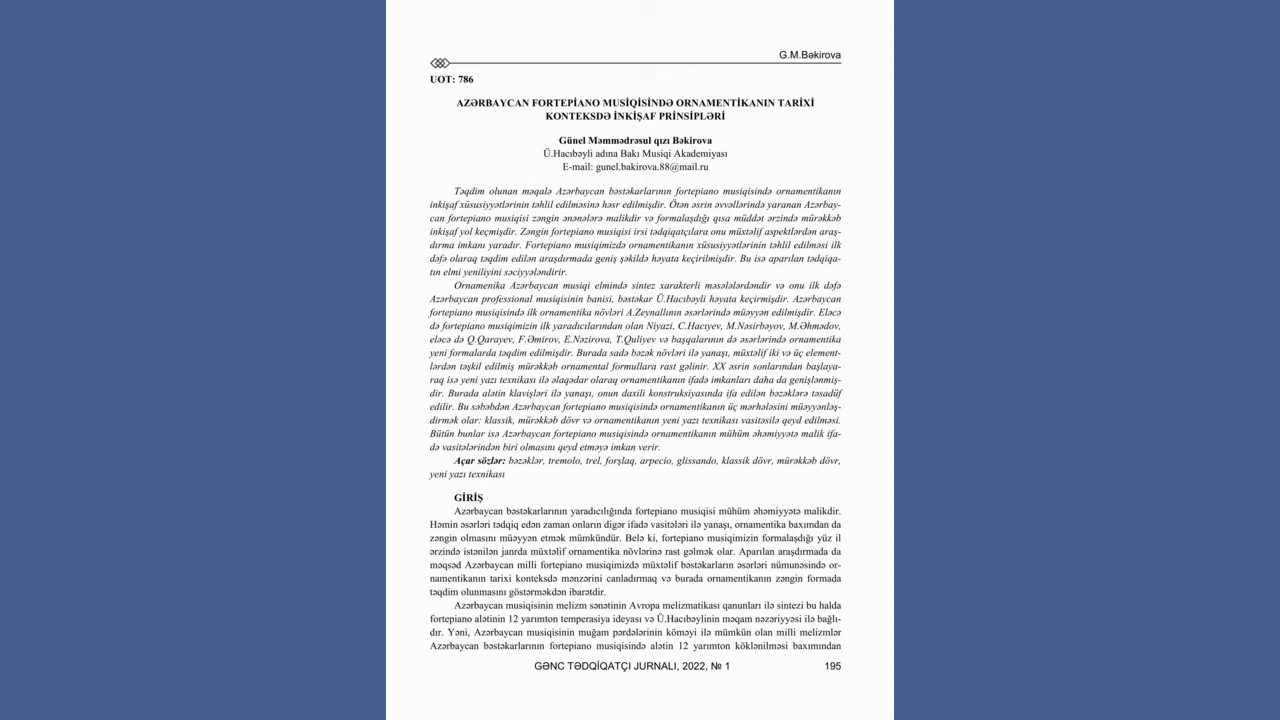 G.M.Bəkirova
UOT: 786
AZƏRBAYCAN FORTEPİANO MUSİQİSİNDƏ ORNAMENTİKANIN TARİXİ
KONTEKSDƏ İNKİŞAF PRİNSİPLƏRİ
Günel Məmmədrəsul qızı Bəkirova
Ü.Hacıbəyli adına Bakı Musiqi Akademiyası
E-mail: gunel.bakirova.88@mail.ru
Təqdim olunan məqalə Azərbaycan bəstəkarlarının fortepiano musiqisində ornamentikanın
inkişaf xüsusiyyətlərinin təhlil edilməsinə həsr edilmişdir. Ötən əsrin əvvəllərində yaranan Azərbay-
can fortepiano musiqisi zəngin ənənələrə malikdir və formalaşdığı qısa müddət ərzində mürəkkəb
inkişaf yol keçmişdir. Zəngin fortepiano musiqisi irsi tədqiqatçılara onu müxtəlif aspektlərdən araş-
dırma imkanı yaradır. Fortepiano musiqimizdə ornamentikanın xüsusiyyətlərinin təhlil edilməsi ilk
dəfə olaraq təqdim edilən araşdırmada geniş şəkildə həyata keçirilmişdir. Bu isə aparılan tədqiqa-
tın elmi yeniliyini səciyyələndirir.
Ornamenika Azərbaycan musiqi elmində sintez xarakterli məsələlərdəndir və onu ilk dəfə
Azərbaycan professional musiqisinin banisi, bəstəkar Ü.Hacıbəyli həyata keçirmişdir. Azərbaycan
fortepiano musiqisində ilk ornamentika növləri A.Zeynallının əsərlərində müəyyən edilmişdir. Eləcə
də fortepiano musiqimizin ilk yaradıcılarından olan Niyazi, C.Hacıyev, M.Nəsirbəyov, M.Əhmədov,
eləcə də Q.Qarayev, F.Əmirov, E.Nəzirova, T.Quliyev və başqalarının də əsərlərində ornamentika
yeni formalarda təqdim edilmişdir. Burada sadə bəzək növləri ilə yanaşı, müxtəlif iki və üç element-
lərdən təşkil edilmiş mürəkkəb ornamental formullara rast gəlinir. XX əsrin sonlarından başlaya-
raq isə yeni yazı texnikası ilə əlaqədar olaraq ornamentikanın ifadə imkanları daha da genişlənmiş-
dir. Burada alətin klavişləri ilə yanaşı, onun daxili konstruksiyasında ifa edilən bəzəklərə təsadüf
edilir. Bu səbəbdən Azərbaycan fortepiano musiqisində ornamentikanın üç mərhələsini müəyyənləş-
dirmək olar: klassik, mürəkkəb dövr və ornamentikanın yeni yazı texnikası vasitəsilə qeyd edilməsi.
Bütün bunlar isə Azərbaycan fortepiano musiqisində ornamentikanın mühüm əhəmiyyətə malik ifa-
də vasitələrindən biri olmasını qeyd etməyə imkan verir.
Açar sözlər: bəzəklər, tremolo, trel, forşlaq, arpecio, glissando, klassik dövr, mürəkkəb dövr,
yeni yazı texnikası
GİRİŞ
Azərbaycan bəstəkarlarının yaradıcılığında fortepiano musiqisi mühüm əhəmiyyətə malikdir.
Həmin əsərləri tədqiq edən zaman onların digər ifadə vasitələri ilə yanaşı, ornamentika baxımdan da
zəngin olmasını müəyyən etmək mümkündür. Belə ki, fortepiano musiqimizin formalaşdığı yüz il
ərzində istənilən janrda müxtəlif ornamentika növlərinə rast gəlmək olar. Aparılan araşdırmada da
məqsəd Azərbaycan milli fortepiano musiqimizdə müxtəlif bəstəkarların əsərləri nümunəsində or-
namentikanın tarixi konteksdə mənzərini canladırmaq və burada ornamentikanın zəngin formada
təqdim olunmasını göstərməkdən ibarətdir.
Azərbaycan musiqisinin melizm sənətinin Avropa melizmatikası qanunları ilə sintezi bu halda
fortepiano alətinin 12 yarımton temperasiya ideyası və Ü.Hacıbəylinin məqam nəzəriyyəsi ilə bağlı-
dır. Yəni, Azərbaycan musiqisinin muğam pərdələrinin köməyi ilə mümkün olan milli melizmlər
Azərbaycan bəstəkarlarının fortepiano musiqisində alətin 12 yarımton köklənilməsi baxımından
GƏNC TƏDQİQATÇI JURNALI, 2022, № 1
195